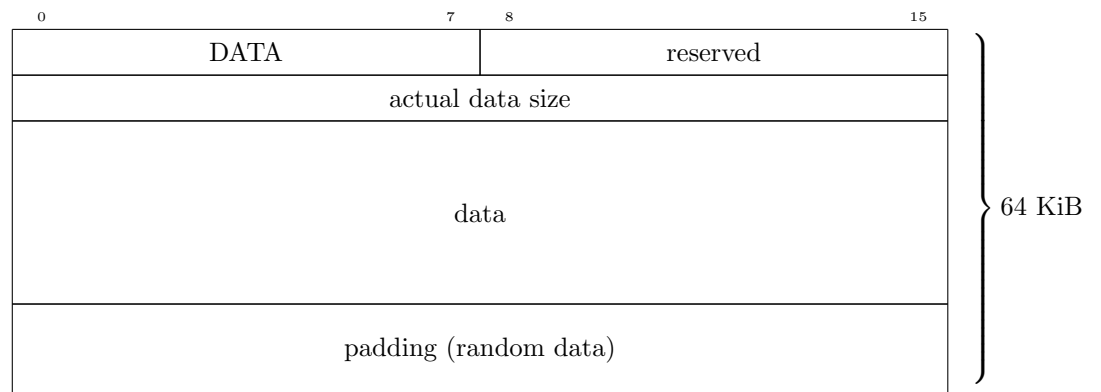 0 7 8 15
DATA reserved
actual data size
data
64 KiB
padding (random data)